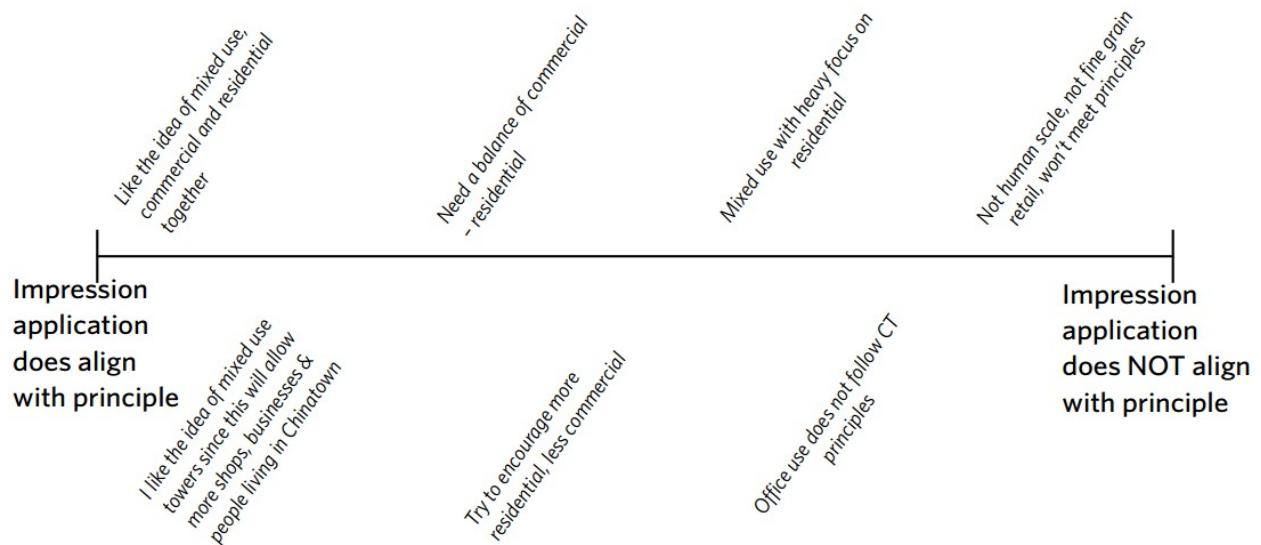 Like the idea of mixed use,
commercial and residential
together
Need a balance of commercial
– residential
Mixed use with heavy focus on
residential
Not human scale, not fine grain
retail, won't meet principles
Impression
application
does align
with principle
Impression
application
does NOT align
with principle
I like the idea of mixed use
towers since this will allow
more shops, businesses &
people living in Chinatown
Try to encourage more
residential, less commercial
Office use does not follow CT
principles